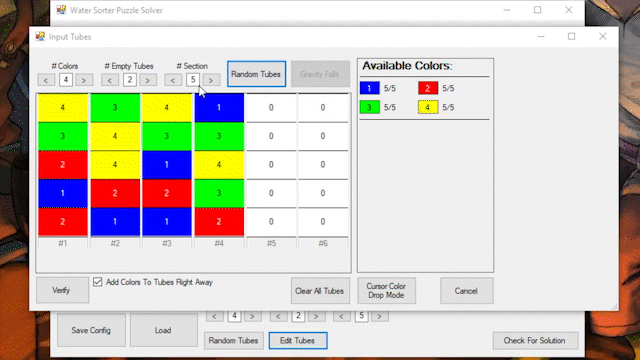 Water Sorter Puzzle Solver
Input Tubes
# Colors # Empty Tubes # Section
< 4 > < 2 > < 5 > Random Tubes Gravity Falls
Available Colors:
1 5/5 2 5/5
3 5/5 4 5/5
4 3 4 1 0 0
3 4 3 3 0 0
2 4 1 4 0 0
1 2 2 3 0 0
2 1 1 2 0 0
#1 #2 #3 #4 #5 #6
Verify Add Colors To Tubes Right Away Clear All Tubes Cursor Color Drop Mode Cancel
< 4 > < 2 > < 5 >
Save Config Load Random Tubes Edit Tubes Check For Solution